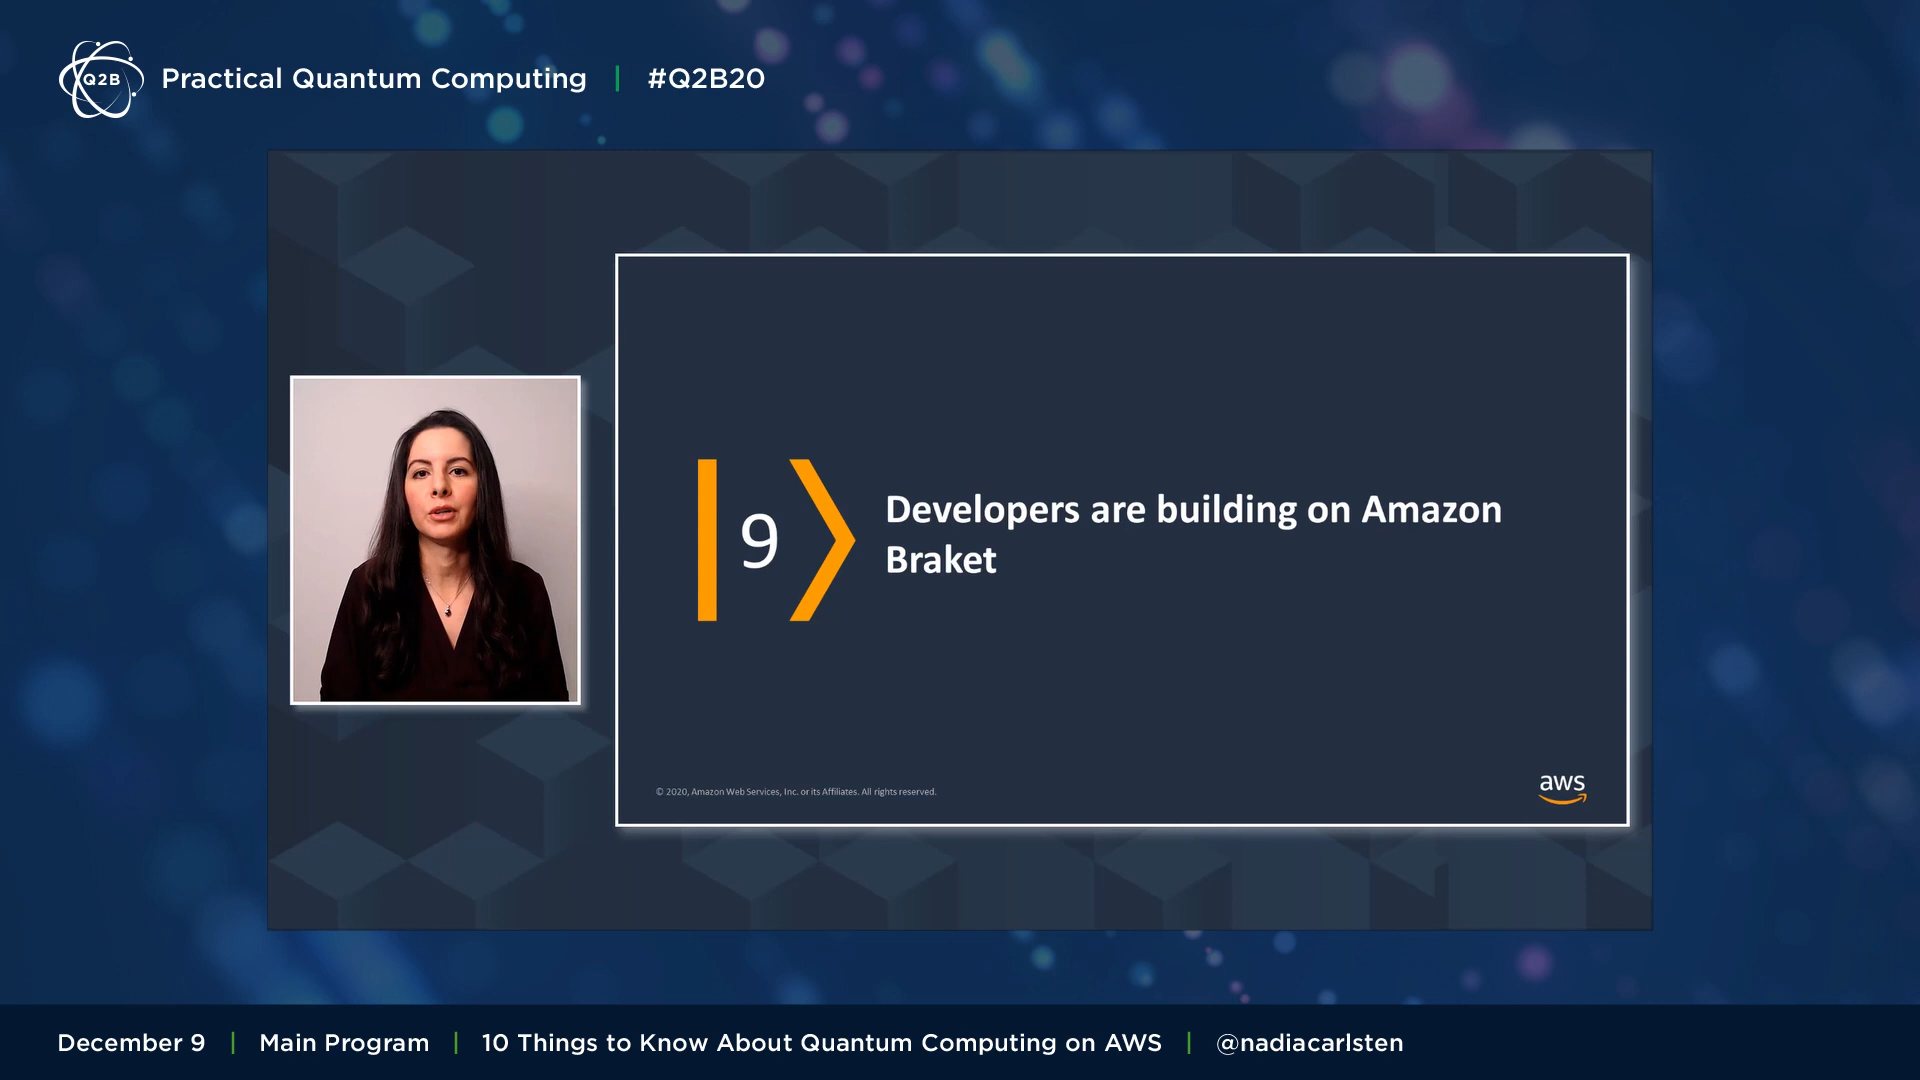 Q2B
Practical Quantum Computing | #Q2B20
9
Developers are building on Amazon
Braket
© 2020, Amazon Web Services, Inc. or its Affiliates. All rights reserved.
aws
December 9 | Main Program | 10 Things to Know About Quantum Computing on AWS | @nadiacarlsten